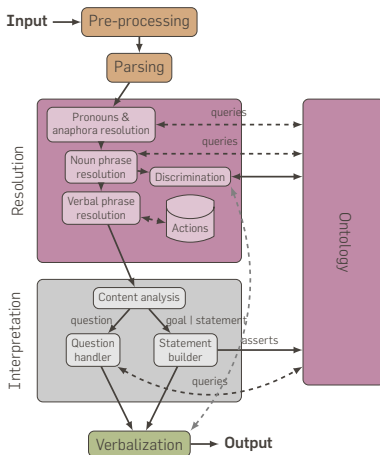 Input
Pre-processing
Parsing
Resolution
Pronouns &
anaphora resolution
queries
queries
Noun phrase
resolution
Discrimination
Verbal phrase
resolution
Actions
Ontology
Interpretation
Content analysis
question
goal | statement
Question
handler
Statement
builder
asserts
queries
Verbalization
Output